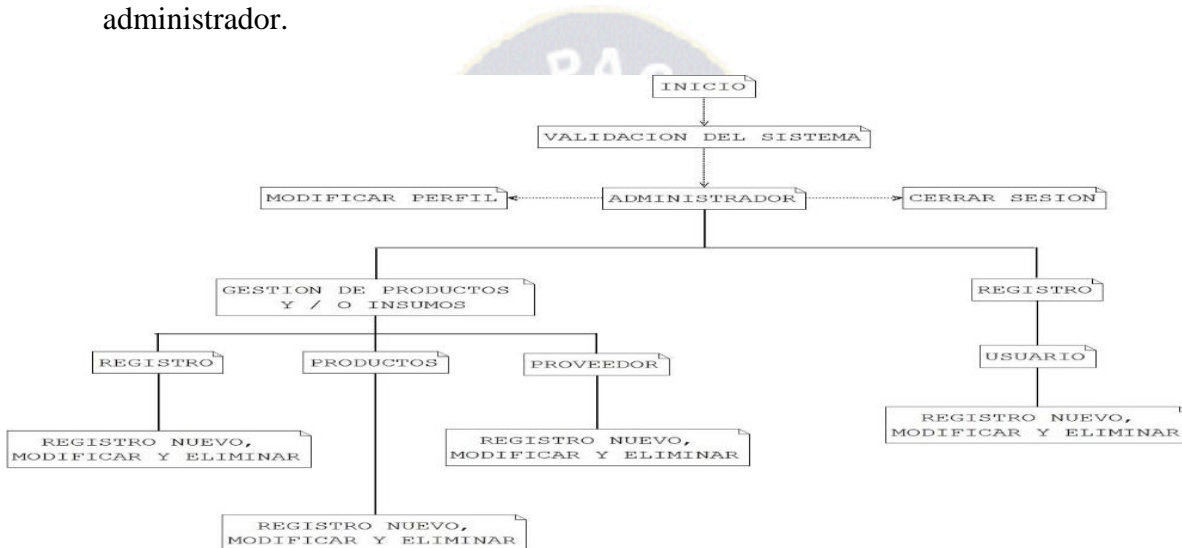 administrador.
PAC
INICIO
VALIDACION DEL SISTEMA
MODIFICAR PERFIL
ADMINISTRADOR
CERRAR SESION
GESTION DE PRODUCTOS
Y / O INSUMOS
REGISTRO
REGISTRO
PRODUCTOS
PROVEEDOR
USUARIO
REGISTRO NUEVO,
MODIFICAR Y ELIMINAR
REGISTRO NUEVO,
MODIFICAR Y ELIMINAR
REGISTRO NUEVO,
MODIFICAR Y ELIMINAR
REGISTRO NUEVO,
MODIFICAR Y ELIMINAR